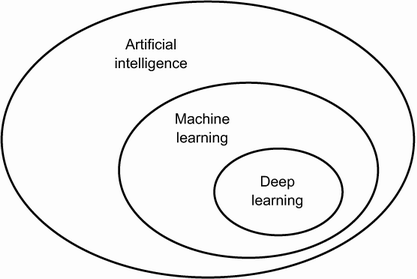 Artificial
intelligence
Machine
learning
Deep
learning